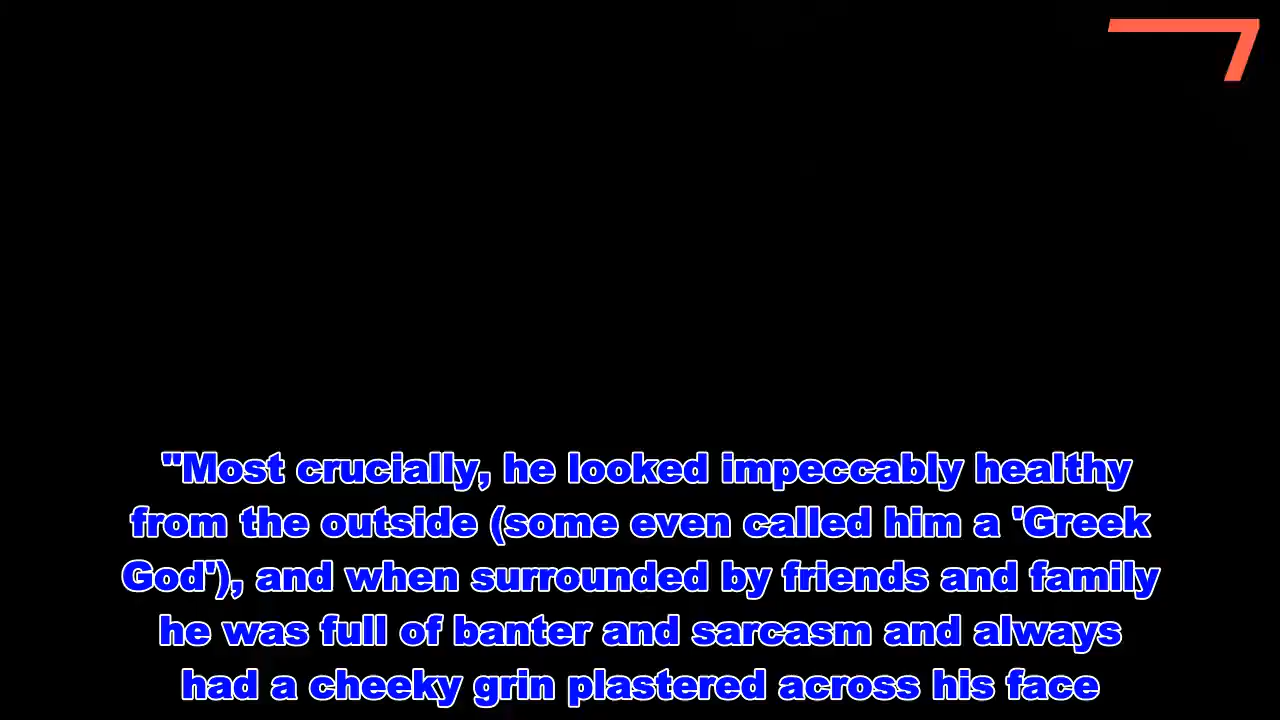 "Most crucially, he looked impeccably healthy
from the outside (some even called him a 'Greek
God'), and when surrounded by friends and family
he was full of banter and sarcasm and always
had a cheeky grin plastered across his face